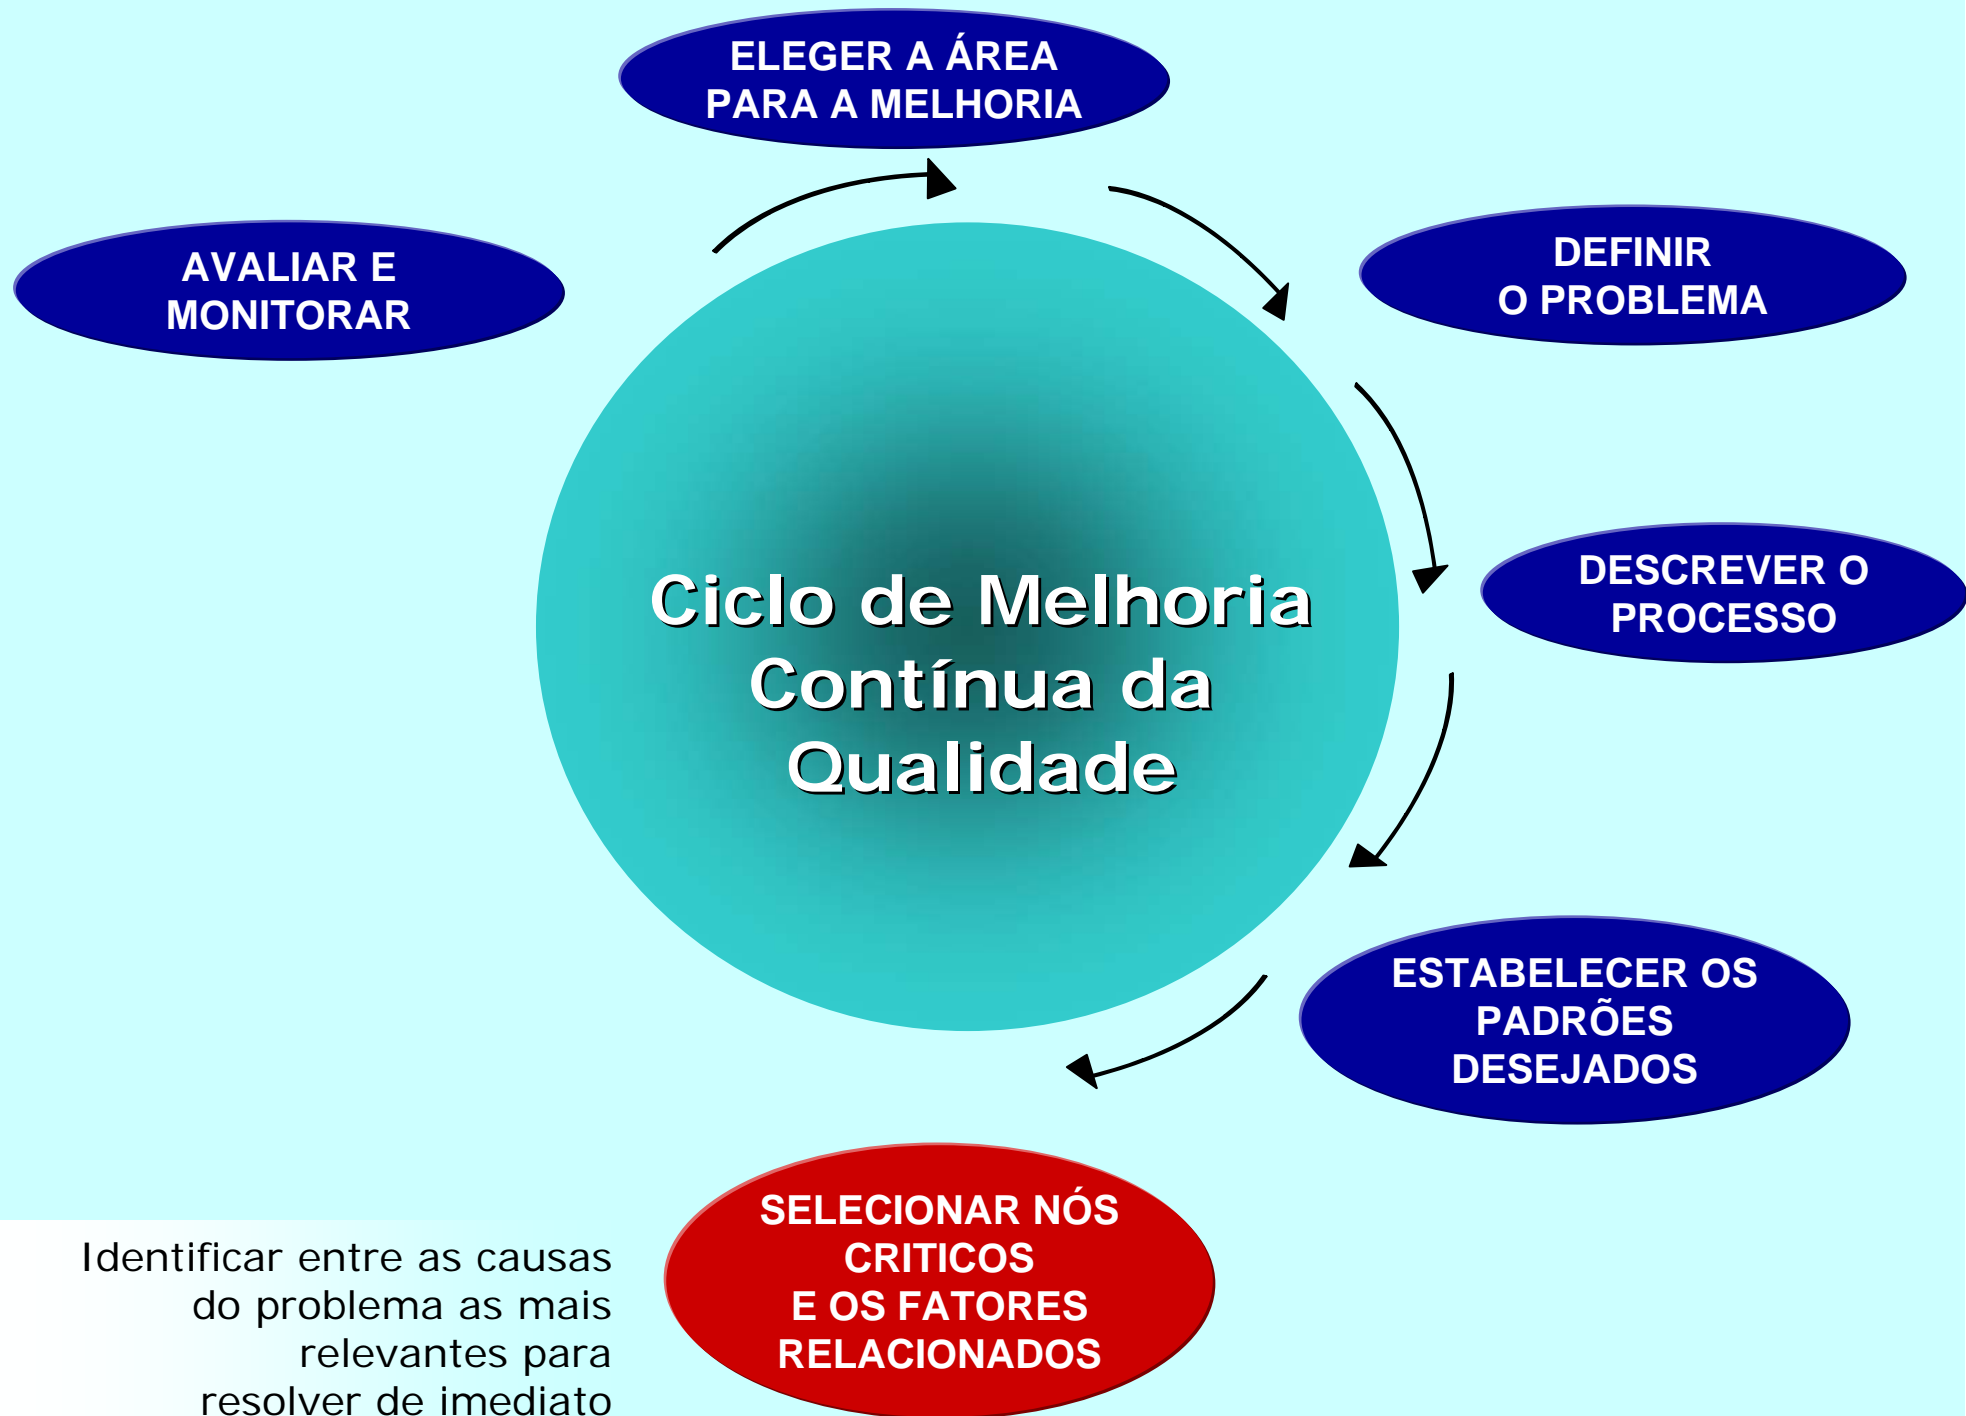 ELEGER A ÁREA
PARA A MELHORIA
AVALIAR E
MONITORAR
DEFINIR
O PROBLEMA
DESCREVER O
PROCESSO
Ciclo de Melhoria
Contínua da
Qualidade
ESTABELECER OS
PADRÕES
DESEJADOS
SELECIONAR NÓS
CRITICOS
E OS FATORES
RELACIONADOS
Identificar entre as causas
do problema as mais
relevantes para
resolver de imediato